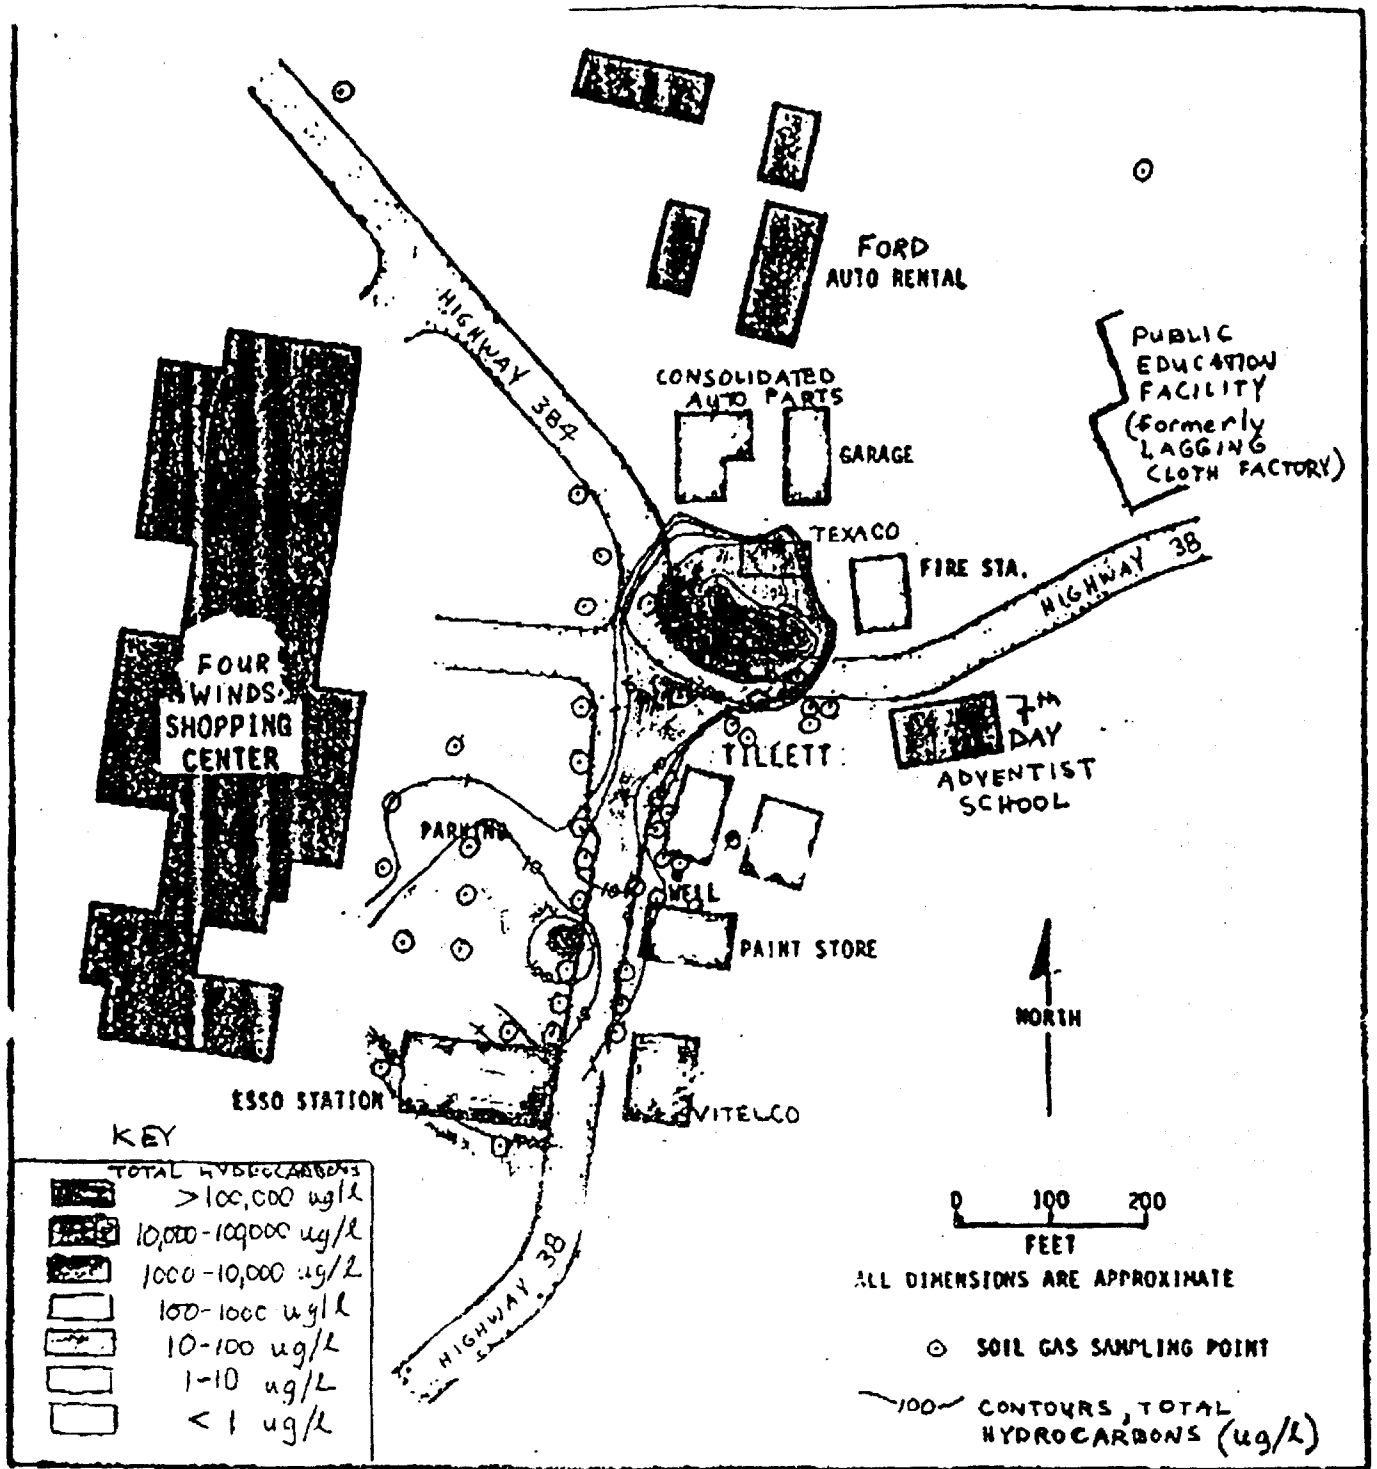 FORD
AUTO RENTAL
PUBLIC
EDUCATION
FACILITY
(formerly
LAGGING
CLOTH FACTORY)
HIGHWAY 384
CONSOLIDATED
AUTO PARTS
GARAGE
TEXACO
FIRE STA.
HIGHWAY 38
FOUR
WINDS
SHOPPING
CENTER
7TH
DAY
ADVENTIST
SCHOOL
TILLETT
PARKING
10
10
WELL
PAINT STORE
NORTH
ESSO STATION
VITELCO
HIGHWAY 38
KEY
TOTAL HYDROCARBONS
>100,000 ug/l
10,000-100,000 ug/l
1000-10,000 ug/l
100-1000 ug/l
10-100 ug/l
1-10 ug/l
< 1 ug/l
0 100 200
FEET
ALL DIMENSIONS ARE APPROXIMATE
SOIL GAS SAMPLING POINT
100 CONTOURS, TOTAL
HYDROCARBONS (ug/l)